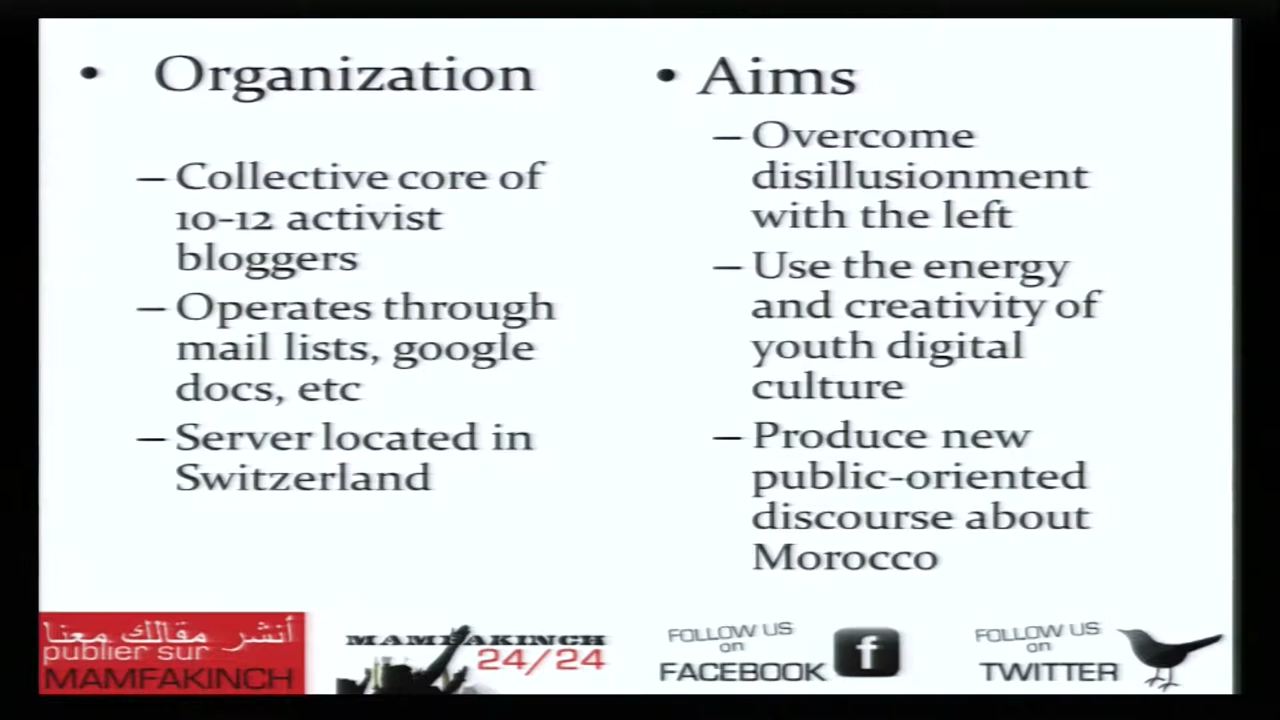 • Organization
– Collective core of
10-12 activist
bloggers
– Operates through
mail lists, google
docs, etc
– Server located in
Switzerland
• Aims
– Overcome
disillusionment
with the left
– Use the energy
and creativity of
youth digital
culture
– Produce new
public-oriented
discourse about
Morocco
أنشر مقالك معنا
publier sur
MAMFAKINCH
MAMFAKINCH
24/24
FOLLOW US
on
FACEBOOK
f
FOLLOW US
on
TWITTER